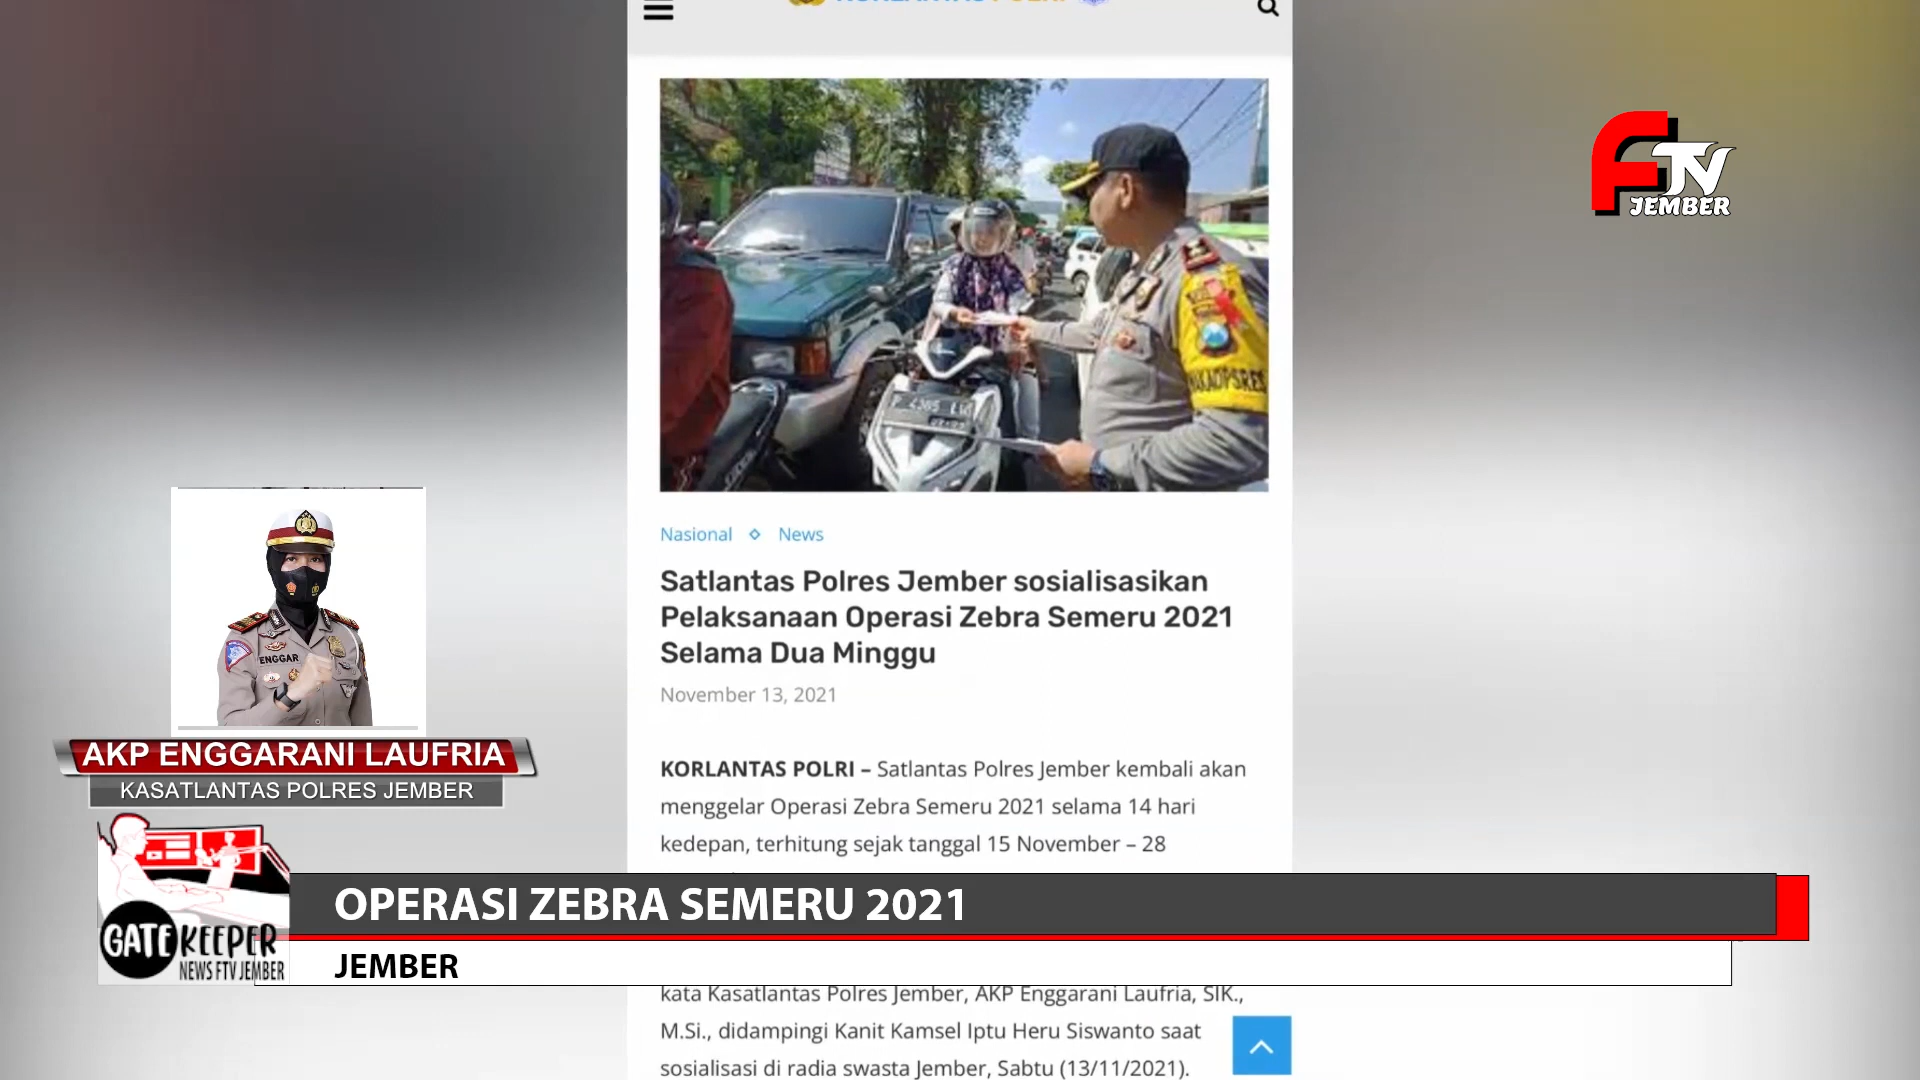 FTV
JEMBER
Nasional ◇ News
Satlantas Polres Jember sosialisasikan
Pelaksanaan Operasi Zebra Semeru 2021
Selama Dua Minggu
November 13, 2021
KORLANTAS POLRI – Satlantas Polres Jember kembali akan
menggelar Operasi Zebra Semeru 2021 selama 14 hari
kedepan, terhitung sejak tanggal 15 November – 28
ENGGAR
AKP ENGGARANI LAUFRIA
KASATLANTAS POLRES JEMBER
OPERASI ZEBRA SEMERU 2021
JEMBER
GATEKEEPER
NEWS FTV JEMBER
kata Kasatlantas Polres Jember, AKP Enggarani Laufria, SIK.,
M.Si., didampingi Kanit Kamsel Iptu Heru Siswanto saat
sosialisasi di radia swasta Jember, Sabtu (13/11/2021).